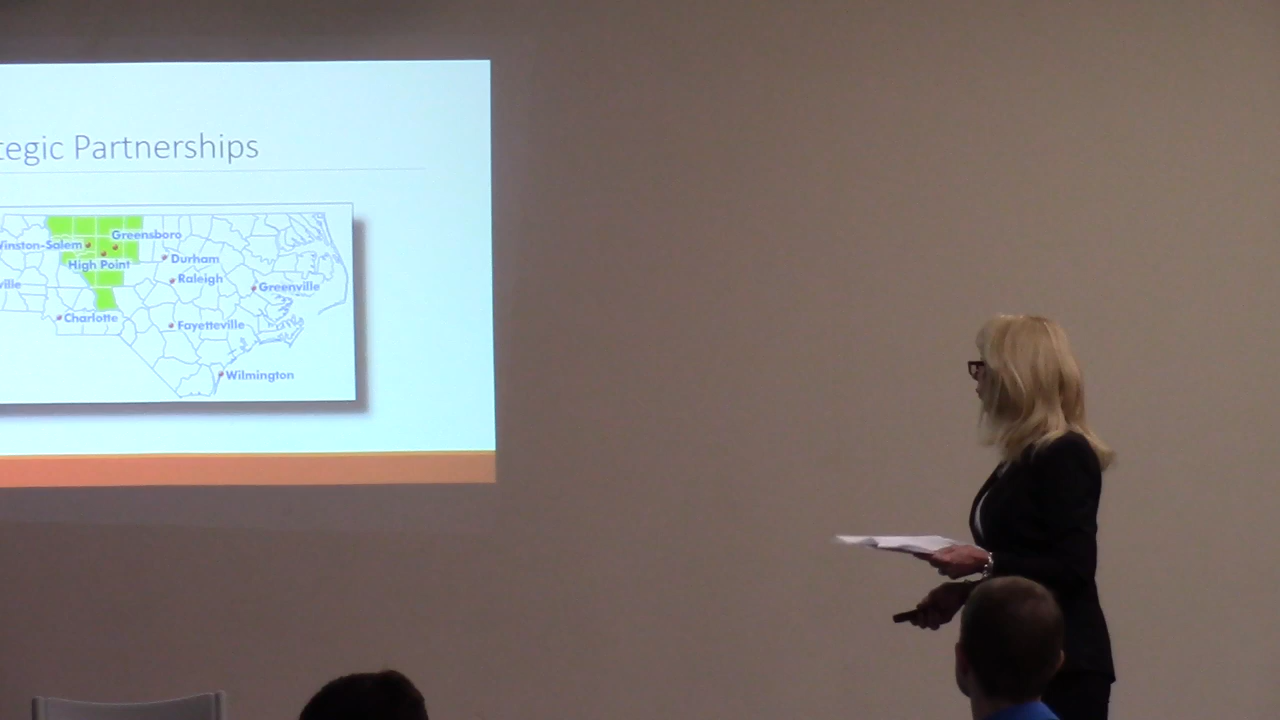 tegic Partnerships
Greensboro
Winston-Salem
High Point
Durham
Raleigh
ville
Greenville
Charlotte
Fayetteville
Wilmington